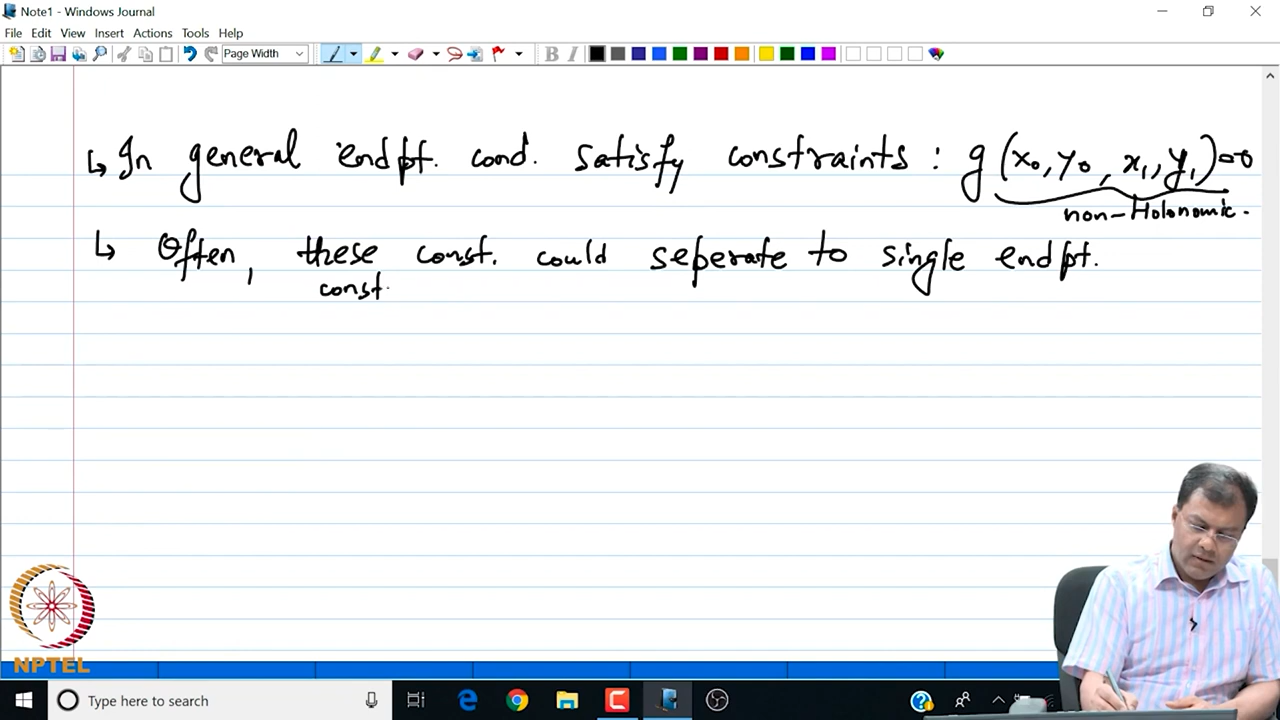 Note1 - Windows Journal
File Edit View Insert Actions Tools Help
Page Width
B I
↳ In general endpt. cond. satisfy constraints : g (x₀, y₀, x₁, y₁) = 0
non-Holonomic.
↳ Often, these const. could seperate to single endpt.
const.
NPTEL
Type here to search